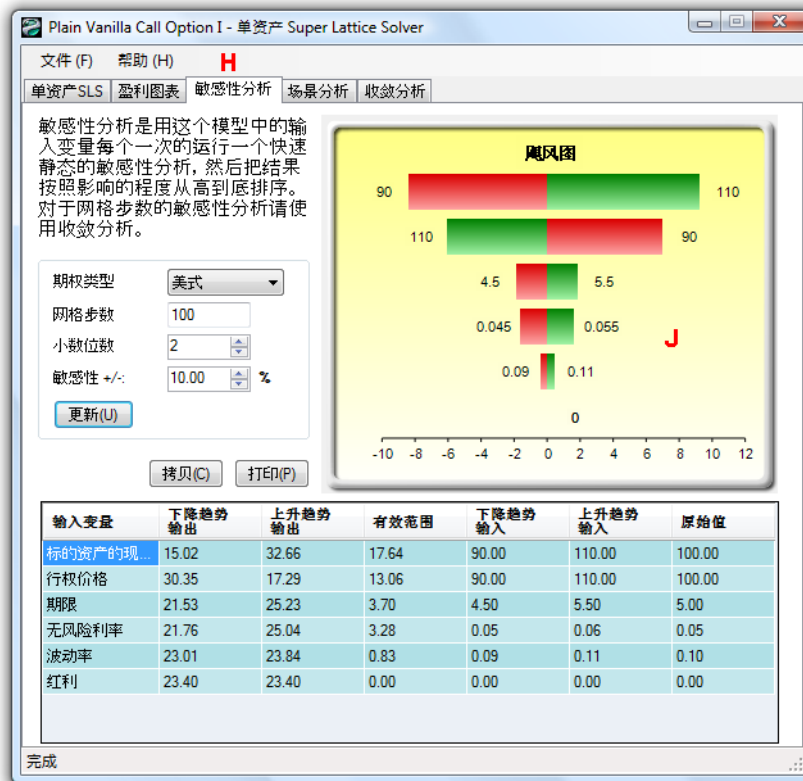 Plain Vanilla Call Option I - 单资产 Super Lattice Solver
文件 (F) 帮助 (H)
H
单资产SLS 盈利图表 敏感性分析 场景分析 收敛分析
敏感性分析是用这个模型中的输
入变量每个一次的运行一个快速
静态的敏感性分析, 然后把结果
按照影响的程度从高到底排序。
对于网格步数的敏感性分析请使
用收敛分析。
期权类型 美式
网格步数 100
小数位数 2
敏感性 +/-: 10.00 %
更新(U)
拷贝(C) 打印(P)
飓风图
90 110
110 90
4.5 5.5
0.045 0.055
J
0.09 0.11
0
-10 -8 -6 -4 -2 0 2 4 6 8 10 12
输入变量 下降趋势输出 上升趋势输出 有效范围 下降趋势输入 上升趋势输入 原始值
标的资产的现... 15.02 32.66 17.64 90.00 110.00 100.00
行权价格 30.35 17.29 13.06 90.00 110.00 100.00
期限 21.53 25.23 3.70 4.50 5.50 5.00
无风险利率 21.76 25.04 3.28 0.05 0.06 0.05
波动率 23.01 23.84 0.83 0.09 0.11 0.10
红利 23.40 23.40 0.00 0.00 0.00 0.00
完成